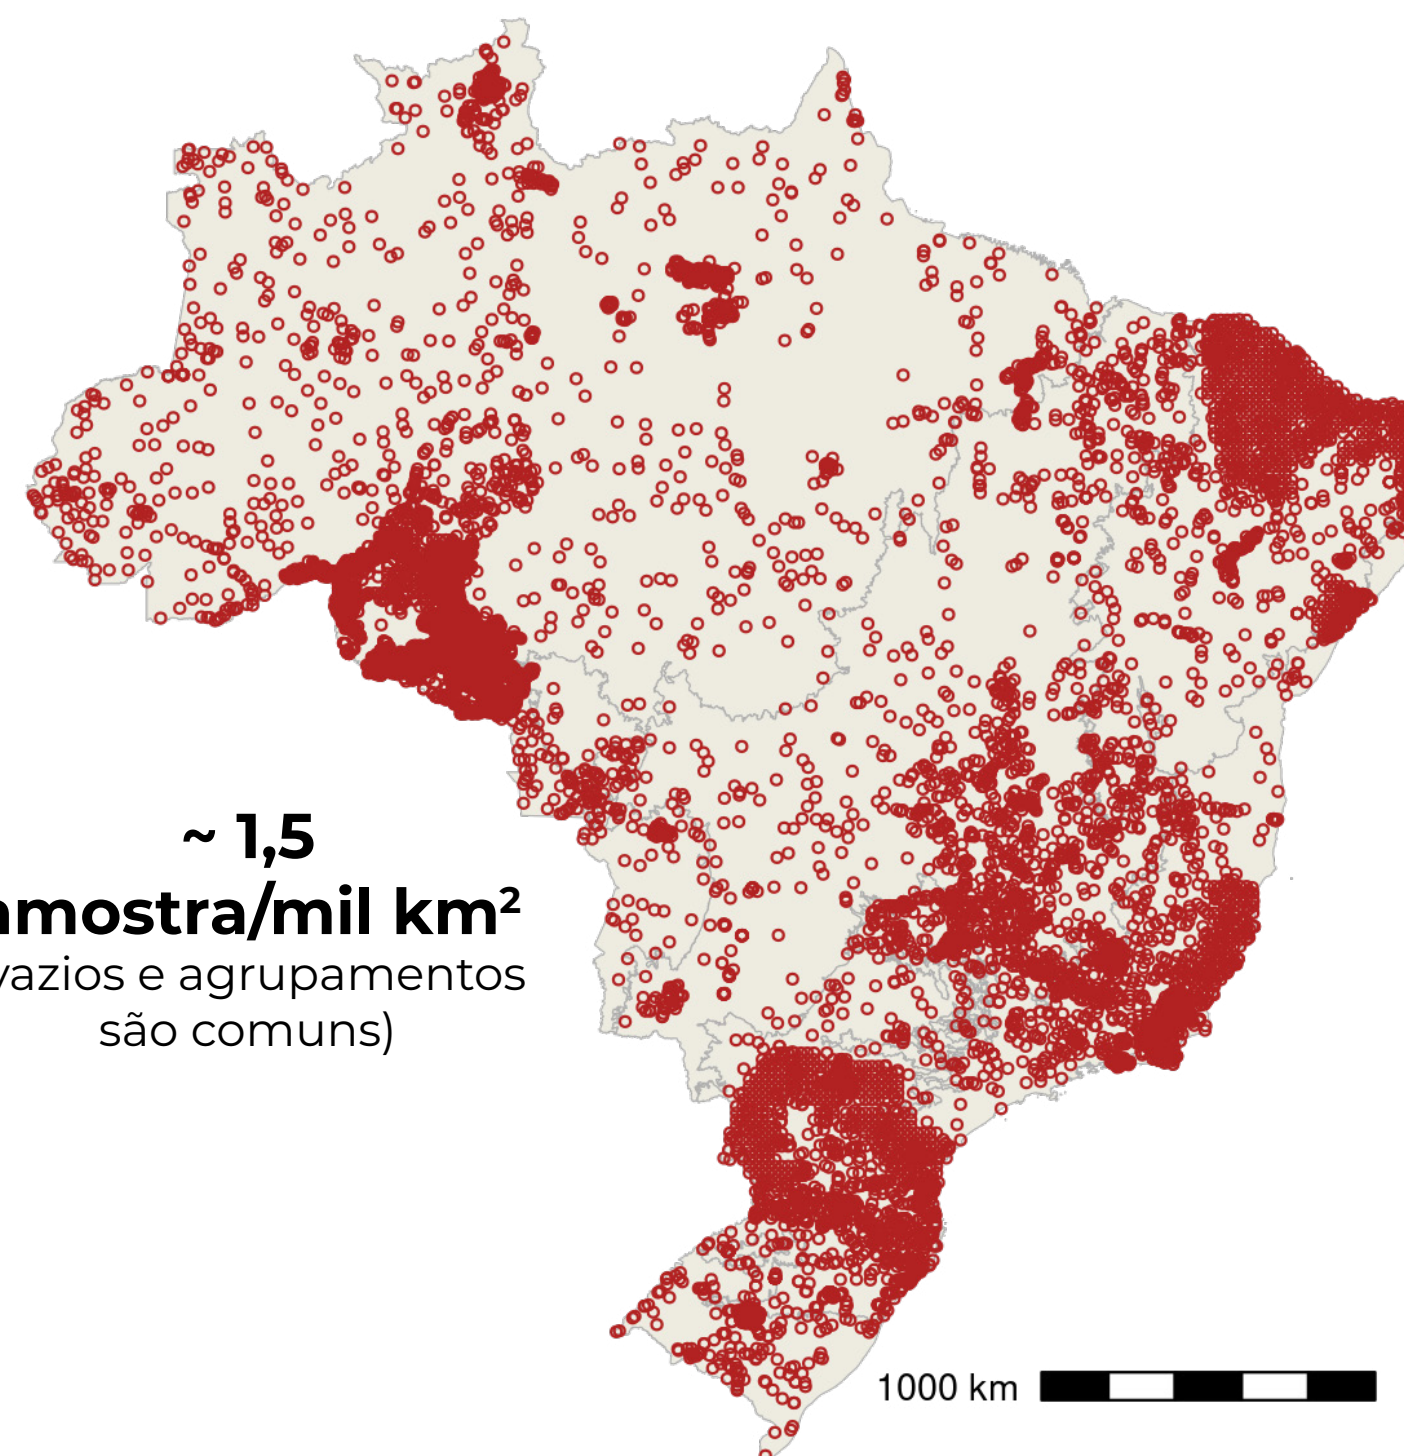 ~ 1,5
amostra/mil km²
vazios e agrupamentos
são comuns)
1000 km